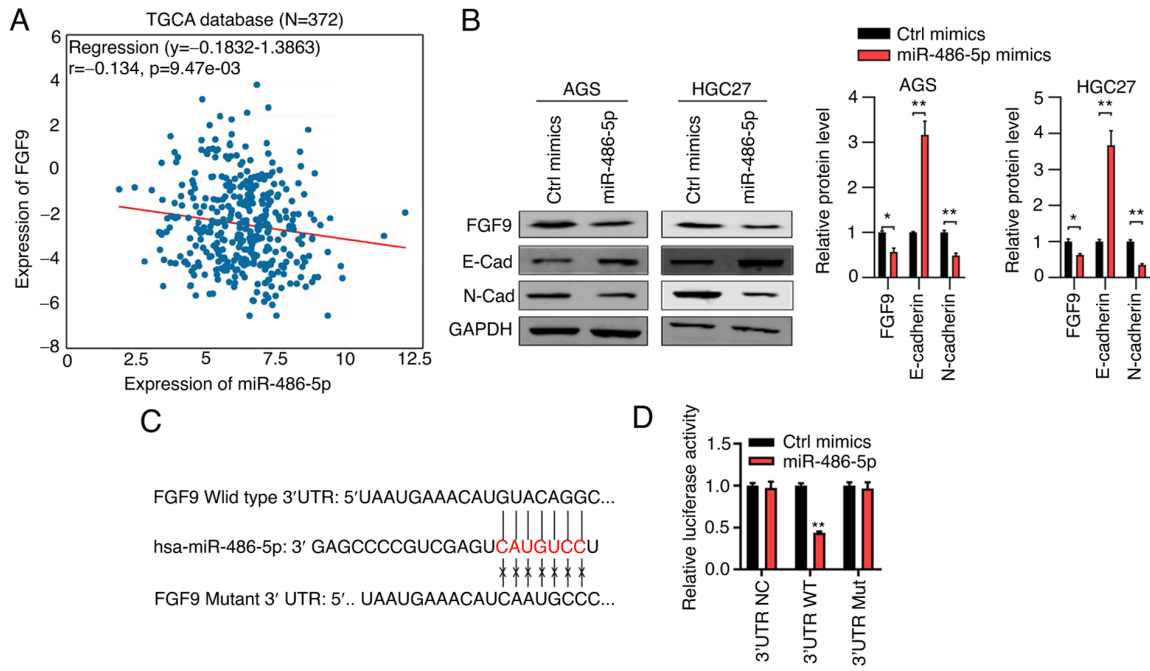 A
TGCA database (N=372)
Regression (y=−0.1832-1.3863)
r=−0.134, p=9.47e-03
Expression of FGF9
6
4
2
0
−2
−4
−6
−8
0
2.5
5
7.5
10.0
12.5
Expression of miR-486-5p
B
AGS
HGC27
Ctrl mimics
miR-486-5p
Ctrl mimics
miR-486-5p
FGF9
E-Cad
N-Cad
GAPDH
Ctrl mimics
miR-486-5p mimics
AGS
Relative protein level
4
3
2
1
0
*
**
**
FGF9
E-cadherin
N-cadherin
HGC27
Relative protein level
5
4
3
2
1
0
*
**
**
FGF9
E-cadherin
N-cadherin
C
FGF9 Wlid type 3′UTR: 5′UAAUGAAACAUGUACAGGC...
hsa-miR-486-5p: 3′ GAGCCCCGUCGAGUCAUGUCCU
FGF9 Mutant 3′ UTR: 5′.. UAAUGAAACAUCAAUGCCC...
D
Ctrl mimics
miR-486-5p
Relative luciferase activity
1.5
1.0
0.5
0.0
**
3′UTR NC
3′UTR WT
3′UTR Mut